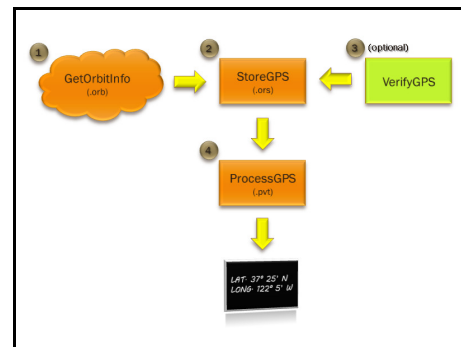 1
GetOrbitInfo
(.orb)
2
StoreGPS
(.ors)
3 (optional)
VerifyGPS
4
ProcessGPS
(.pvt)
LAT: 37° 25' N
LONG: 122° 5' W